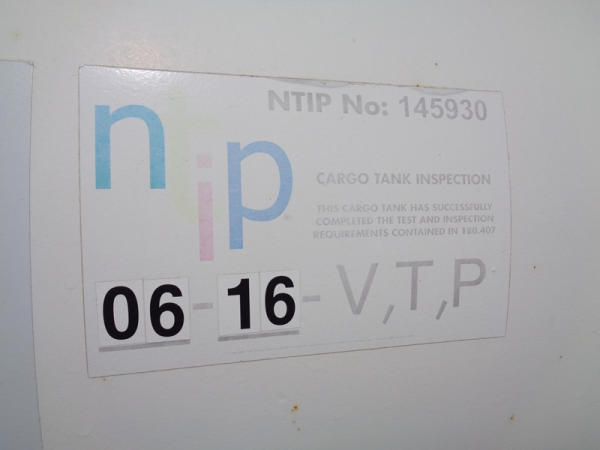 NTIP No: 145930
ntip
CARGO TANK INSPECTION
THIS CARGO TANK HAS SUCCESSFULLY
COMPLETED THE TEST AND INSPECTION
REQUIREMENTS CONTAINED IN 180.407
06-16-V,T,P